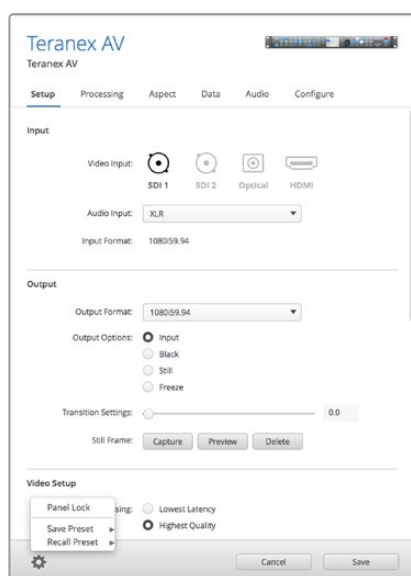 Teranex AV
Teranex AV
Setup Processing Aspect Data Audio Configure
Input
Video Input:
SDI 1 SDI 2 Optical HDMI
Audio Input: XLR
Input Format: 1080i59.94
Output
Output Format: 1080i59.94
Output Options: Input
Black
Still
Freeze
Transition Settings: 0.0
Still Frame: Capture Preview Delete
Video Setup
sing: Lowest Latency
Highest Quality
Panel Lock
Save Preset
Recall Preset
Cancel Save